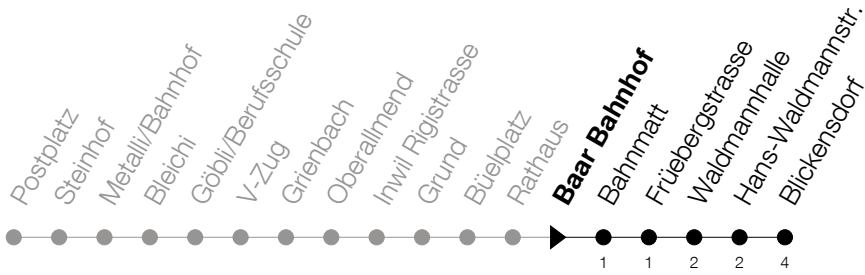 Postplatz
Steinhof
Metalli/Bahnhof
Bleichi
Göbli/Berufsschule
V-Zug
Grienbach
Oberallmend
Inwil Rigistrasse
Grund
Büelplatz
Rathaus
Baar Bahnhof
Bahnmatt
Früebergstrasse
Waldmannhalle
Hans-Waldmannstr.
Blickensdorf
1 1 2 2 4